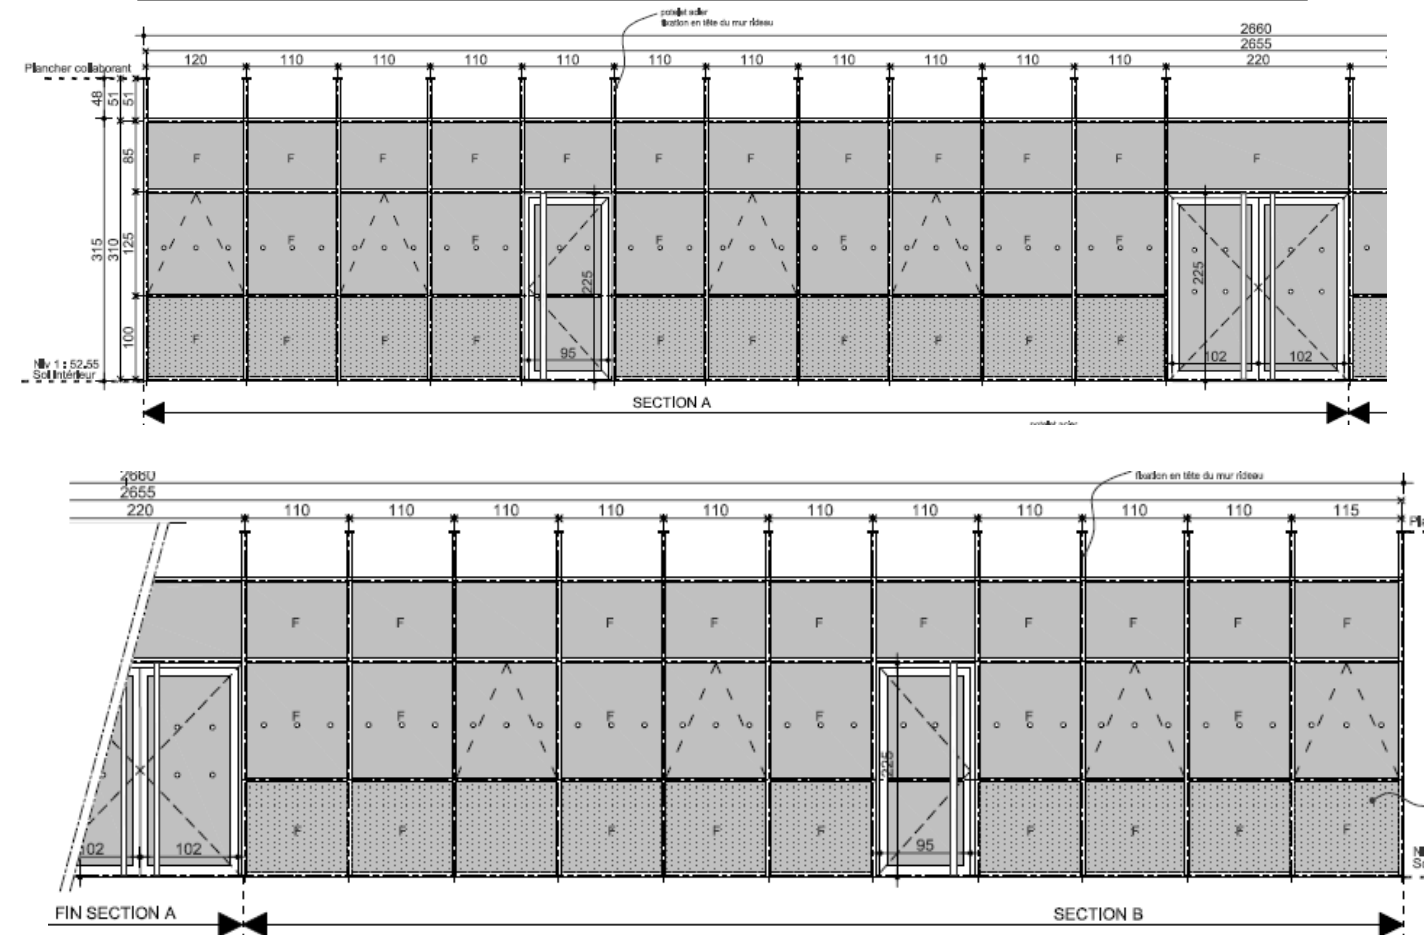 potelet acier
fixation en tête du mur rideau
2660
2655
120 110 110 110 110 110 110 110 110 110 110 220
Plancher collaborant
48 51 51
F F F F F F F F F F F F
85
F F F F F F
315 310 125
225 225
F F F F F F F F F F
100
95 102 102
Niv 1 : 52.55
Sol Intérieur
SECTION A
potelet acier
2660
fixation en tête du mur rideau
2655
220 110 110 110 110 110 110 110 110 110 110 115
F F F F F F F F F F
F F F F F F
225
F F F F F F F F F
102 102 95
FIN SECTION A
SECTION B